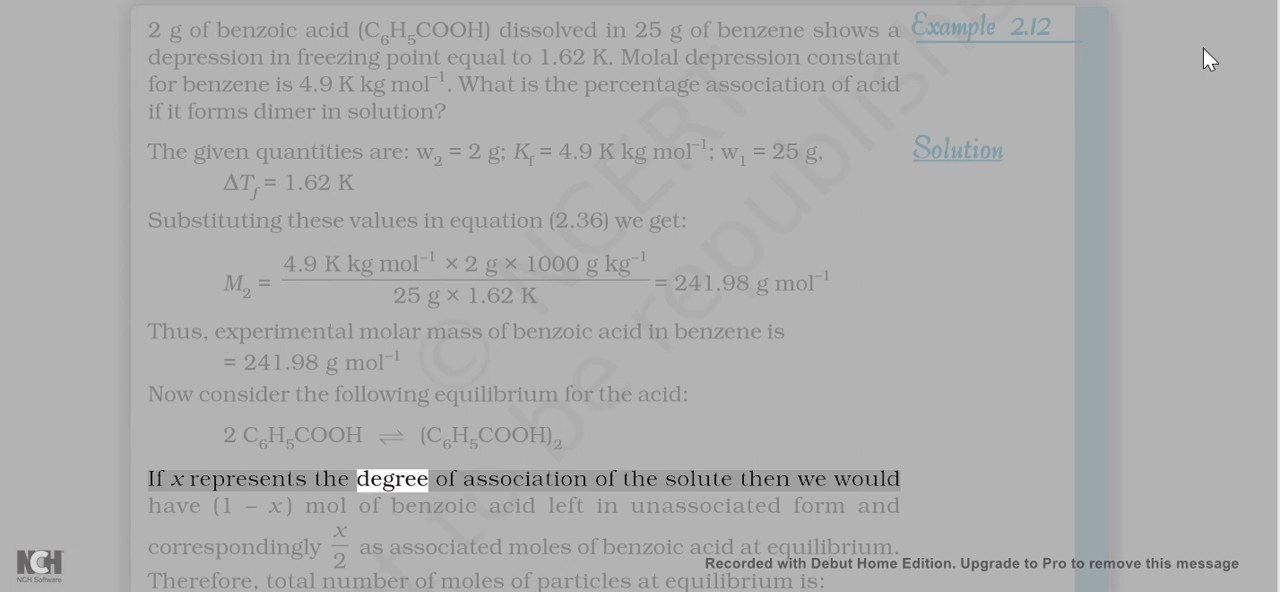 2 g of benzoic acid (C₆H₅COOH) dissolved in 25 g of benzene shows a
depression in freezing point equal to 1.62 K. Molal depression constant
for benzene is 4.9 K kg mol⁻¹. What is the percentage association of acid
if it forms dimer in solution?
Example 2.12
The given quantities are: w₂ = 2 g; K_f = 4.9 K kg mol⁻¹; w₁ = 25 g,
ΔT_f = 1.62 K
Solution
Substituting these values in equation (2.36) we get:
M₂ = (4.9 K kg mol⁻¹ × 2 g × 1000 g kg⁻¹) / (25 g × 1.62 K) = 241.98 g mol⁻¹
Thus, experimental molar mass of benzoic acid in benzene is
= 241.98 g mol⁻¹
Now consider the following equilibrium for the acid:
2 C₆H₅COOH ⇌ (C₆H₅COOH)₂
If x represents the degree of association of the solute then we would
have (1 – x) mol of benzoic acid left in unassociated form and
correspondingly x/2 as associated moles of benzoic acid at equilibrium.
Therefore, total number of moles of particles at equilibrium is:
© NCERT
be republishe
NCH
NCH Software
Recorded with Debut Home Edition. Upgrade to Pro to remove this message